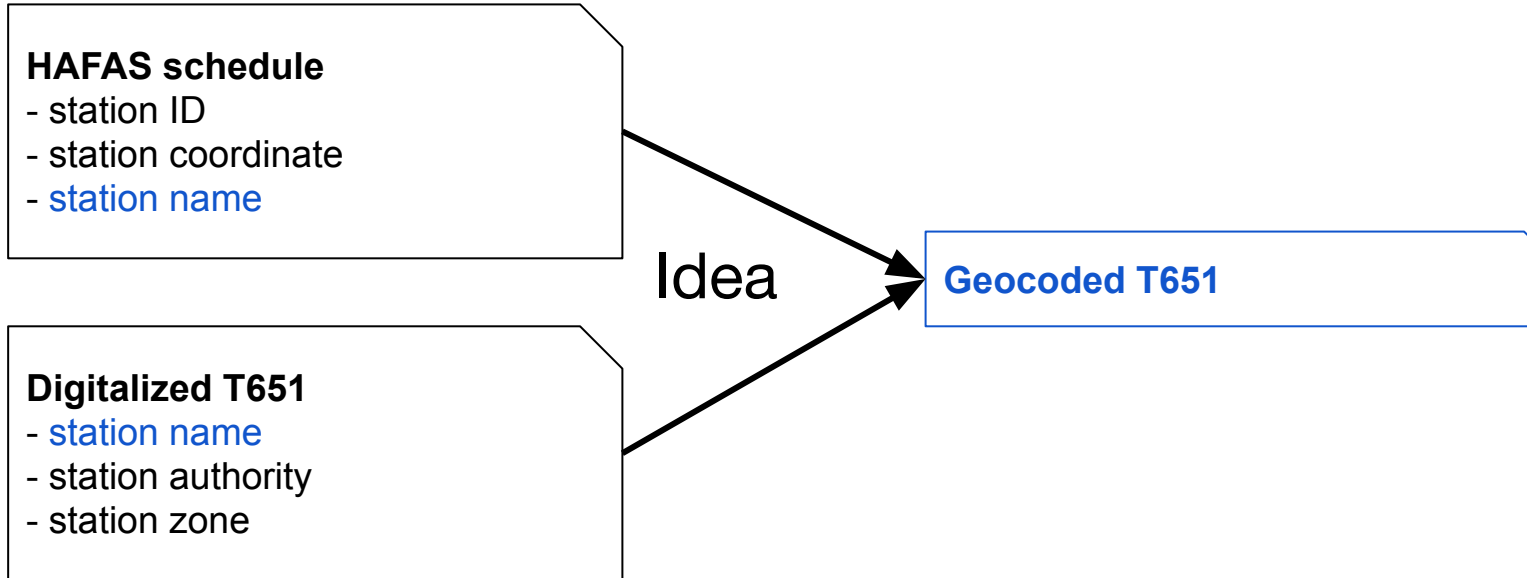 HAFAS schedule
- station ID
- station coordinate
- station name
Idea
Geocoded T651
Digitalized T651
- station name
- station authority
- station zone